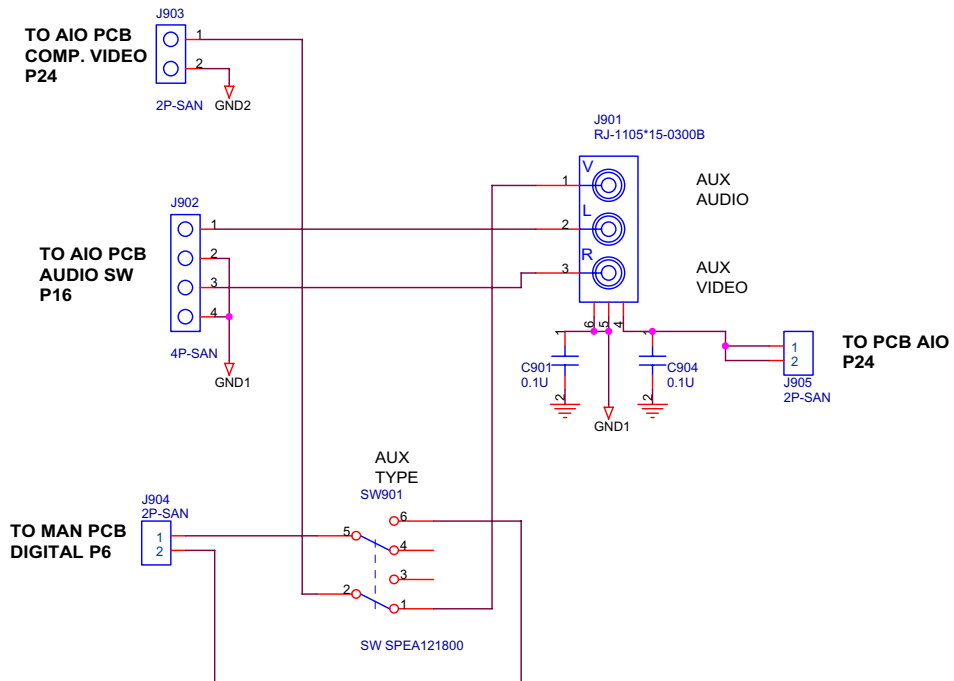 J903
TO AIO PCB
COMP. VIDEO
P24
1
2
2P-SAN
GND2
J901
RJ-1105*15-0300B
V
1
L
2
R
3
AUX
AUDIO
AUX
VIDEO
J902
1
2
3
4
TO AIO PCB
AUDIO SW
P16
4P-SAN
GND1
6
5
4
1
C901
0.1U
2
1
C904
0.1U
2
GND1
1
2
J905
2P-SAN
TO PCB AIO
P24
AUX
TYPE
SW901
J904
2P-SAN
TO MAN PCB
DIGITAL P6
1
2
5
6
4
3
2
1
SW SPEA121800